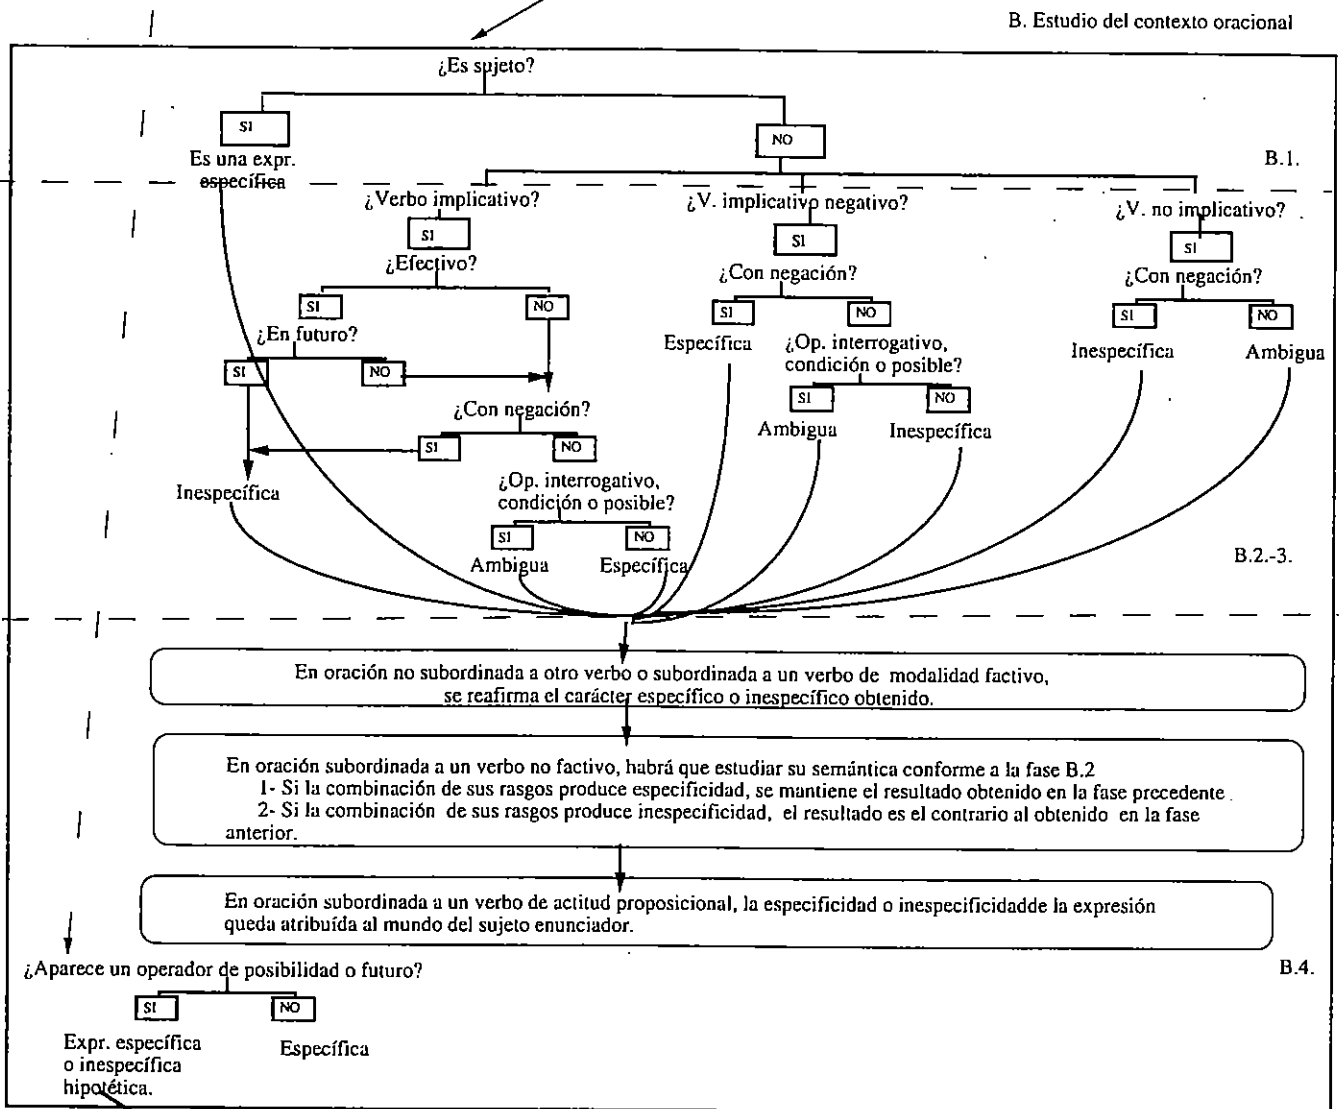 B. Estudio del contexto oracional
¿Es sujeto?
SI
NO
Es una expr.
específica
B.1.
¿Verbo implicativo?
¿V. implicativo negativo?
¿V. no implicativo?
SI
SI
SI
¿Efectivo?
¿Con negación?
¿Con negación?
SI
NO
SI
NO
SI
NO
¿En futuro?
Específica
¿Op. interrogativo,
condición o posible?
Inespecífica
Ambigua
SI
NO
SI
NO
¿Con negación?
Ambigua
Inespecífica
SI
NO
Inespecífica
¿Op. interrogativo,
condición o posible?
SI
NO
Ambigua
Específica
B.2.-3.
En oración no subordinada a otro verbo o subordinada a un verbo de modalidad factivo,
se reafirma el carácter específico o inespecífico obtenido.
En oración subordinada a un verbo no factivo, habrá que estudiar su semántica conforme a la fase B.2
1- Si la combinación de sus rasgos produce especificidad, se mantiene el resultado obtenido en la fase precedente.
2- Si la combinación de sus rasgos produce inespecificidad, el resultado es el contrario al obtenido en la fase
anterior.
En oración subordinada a un verbo de actitud proposicional, la especificidad o inespecificidadde la expresión
queda atribuída al mundo del sujeto enunciador.
¿Aparece un operador de posibilidad o futuro?
B.4.
SI
NO
Expr. específica
o inespecífica
hipotética.
Específica